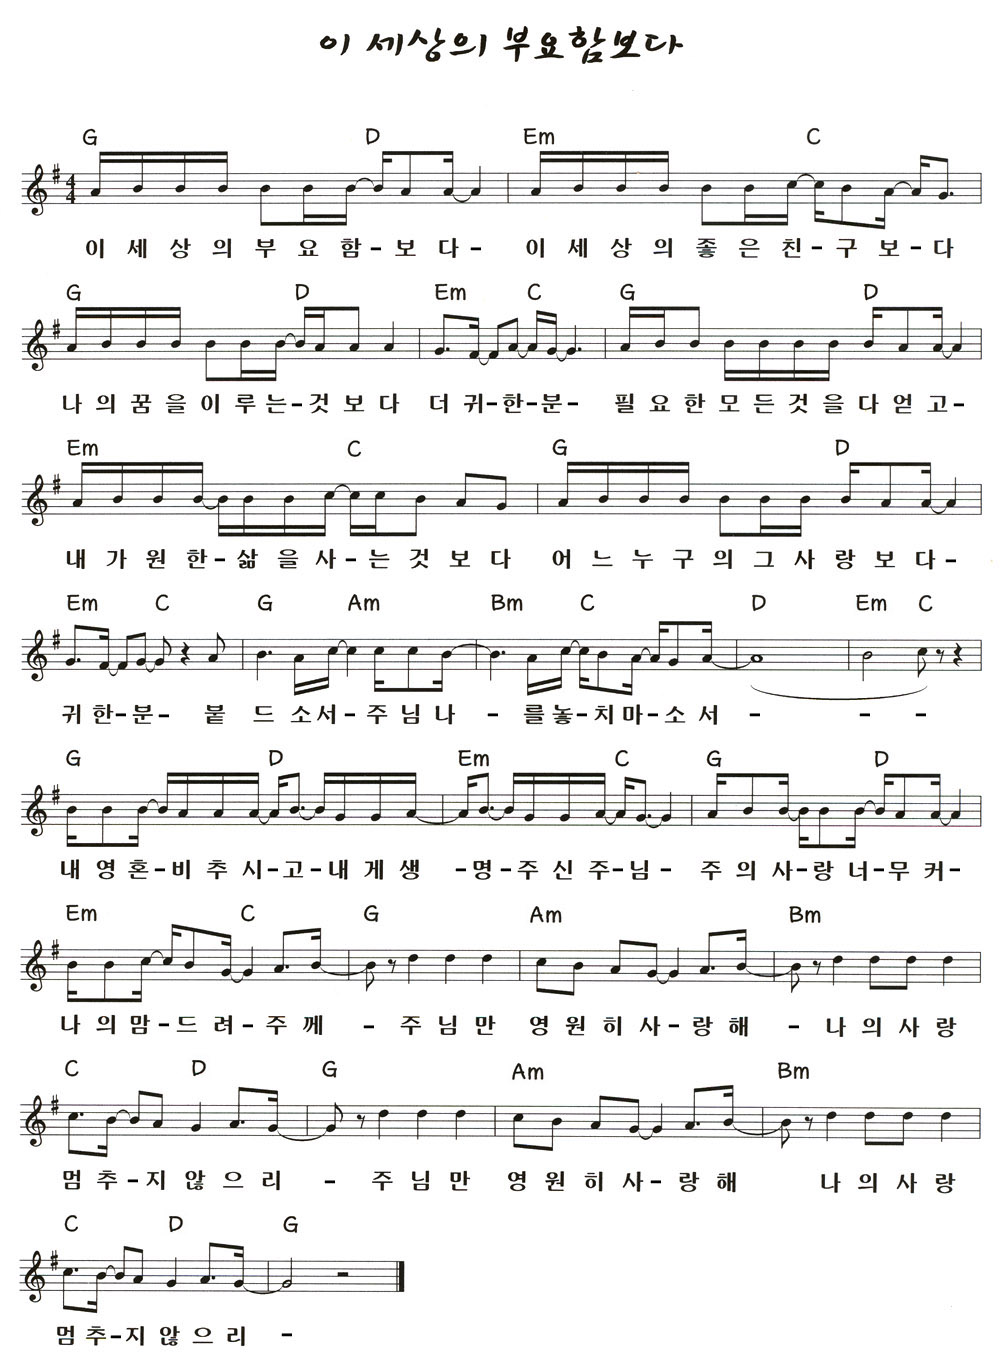 이 세상의 부요함보다
G D Em C
4 4
이 세 상 의 부 요 함 - 보 다 - 이 세 상 의 좋 은 친 - 구 보 - 다
G D Em C G D
나 의 꿈 을 이 루 는 - 것 보 다 더 귀 - 한 - 분 - 필 요 한 모 든 것 을 다 얻 고 -
Em C G D
내 가 원 한 - 삶 을 사 - 는 것 보 다 어 느 누 구 의 그 사 랑 보 다 -
Em C G Am Bm C D Em C
귀 한 - 분 - 붙 드 소 서 - 주 님 나 - 를 놓 - 치 마 - 소 서 - - -
G D Em C G D
내 영 혼 - 비 추 시 - 고 - 내 게 생 - 명 - 주 신 주 - 님 - 주 의 사 - 랑 너 - 무 커 -
Em C G Am Bm
나 의 맘 - 드 려 - 주 께 - 주 님 만 영 원 히 사 - 랑 해 - 나 의 사 랑
C D G Am Bm
멈 추 - 지 않 으 리 - 주 님 만 영 원 히 사 - 랑 해 나 의 사 랑
C D G
멈 추 - 지 않 으 리 -